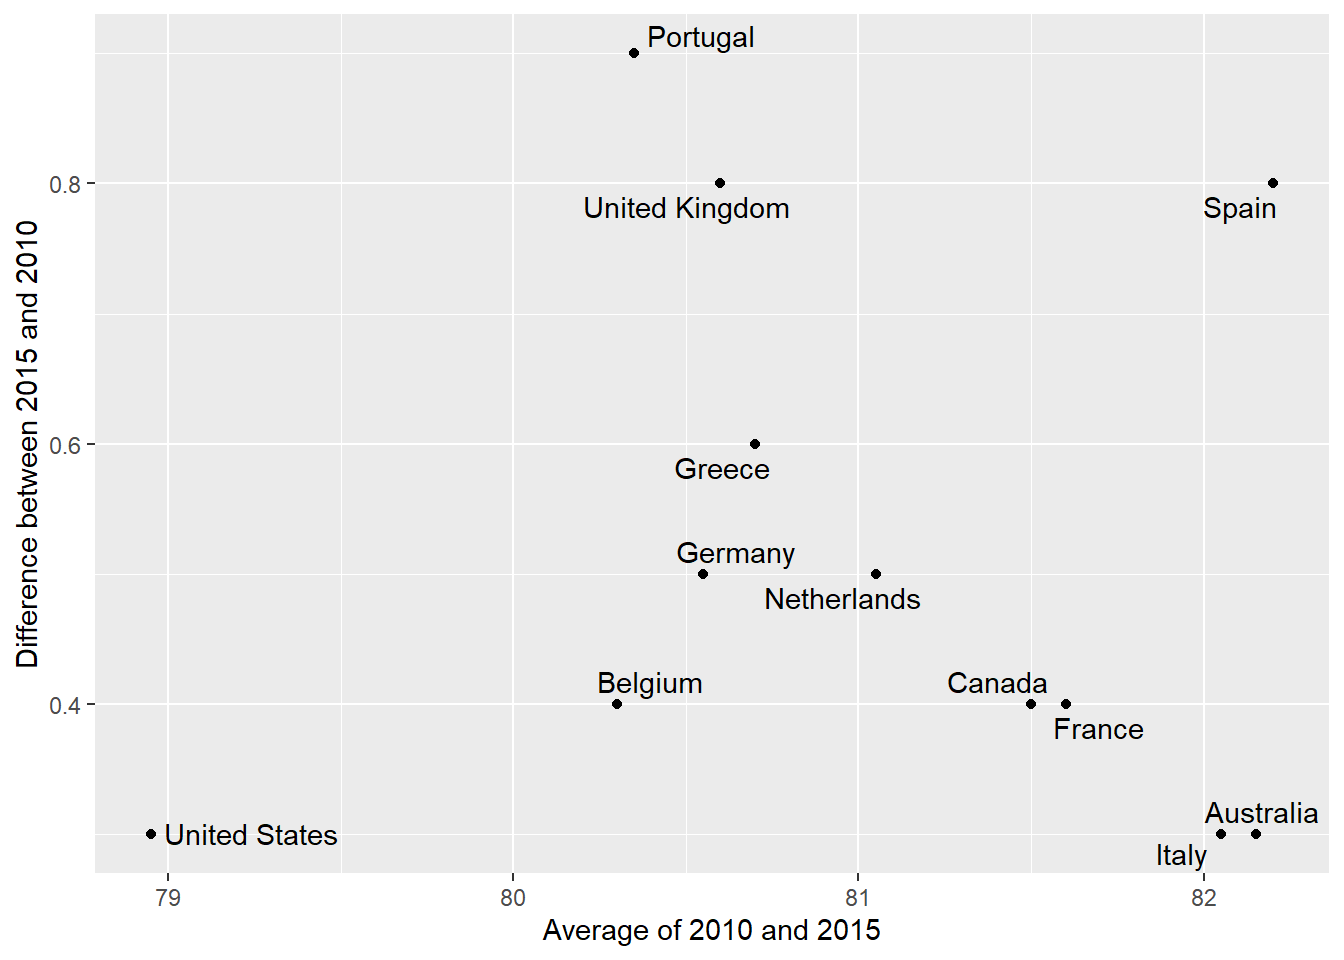 Portugal
0.8
United Kingdom
Spain
Difference between 2015 and 2010
0.6
Greece
Germany
Netherlands
Belgium
Canada
0.4
France
Australia
United States
Italy
79
80
81
82
Average of 2010 and 2015